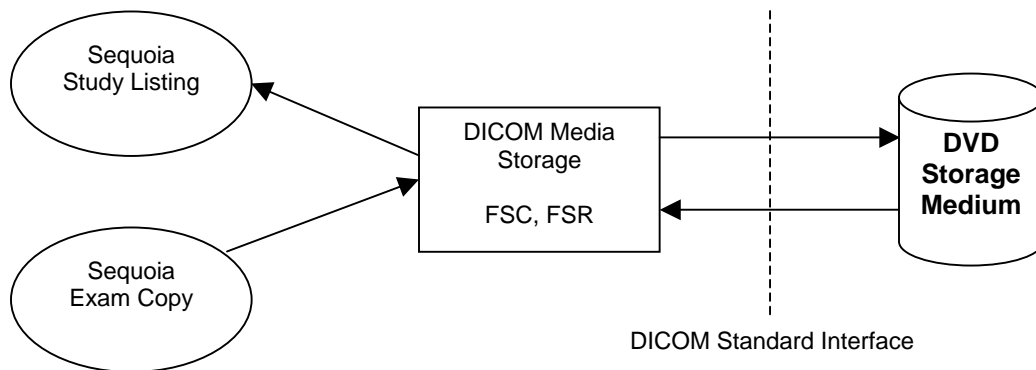 Sequoia
Study Listing
DICOM Media
Storage
FSC, FSR
DVD
Storage
Medium
Sequoia
Exam Copy
DICOM Standard Interface